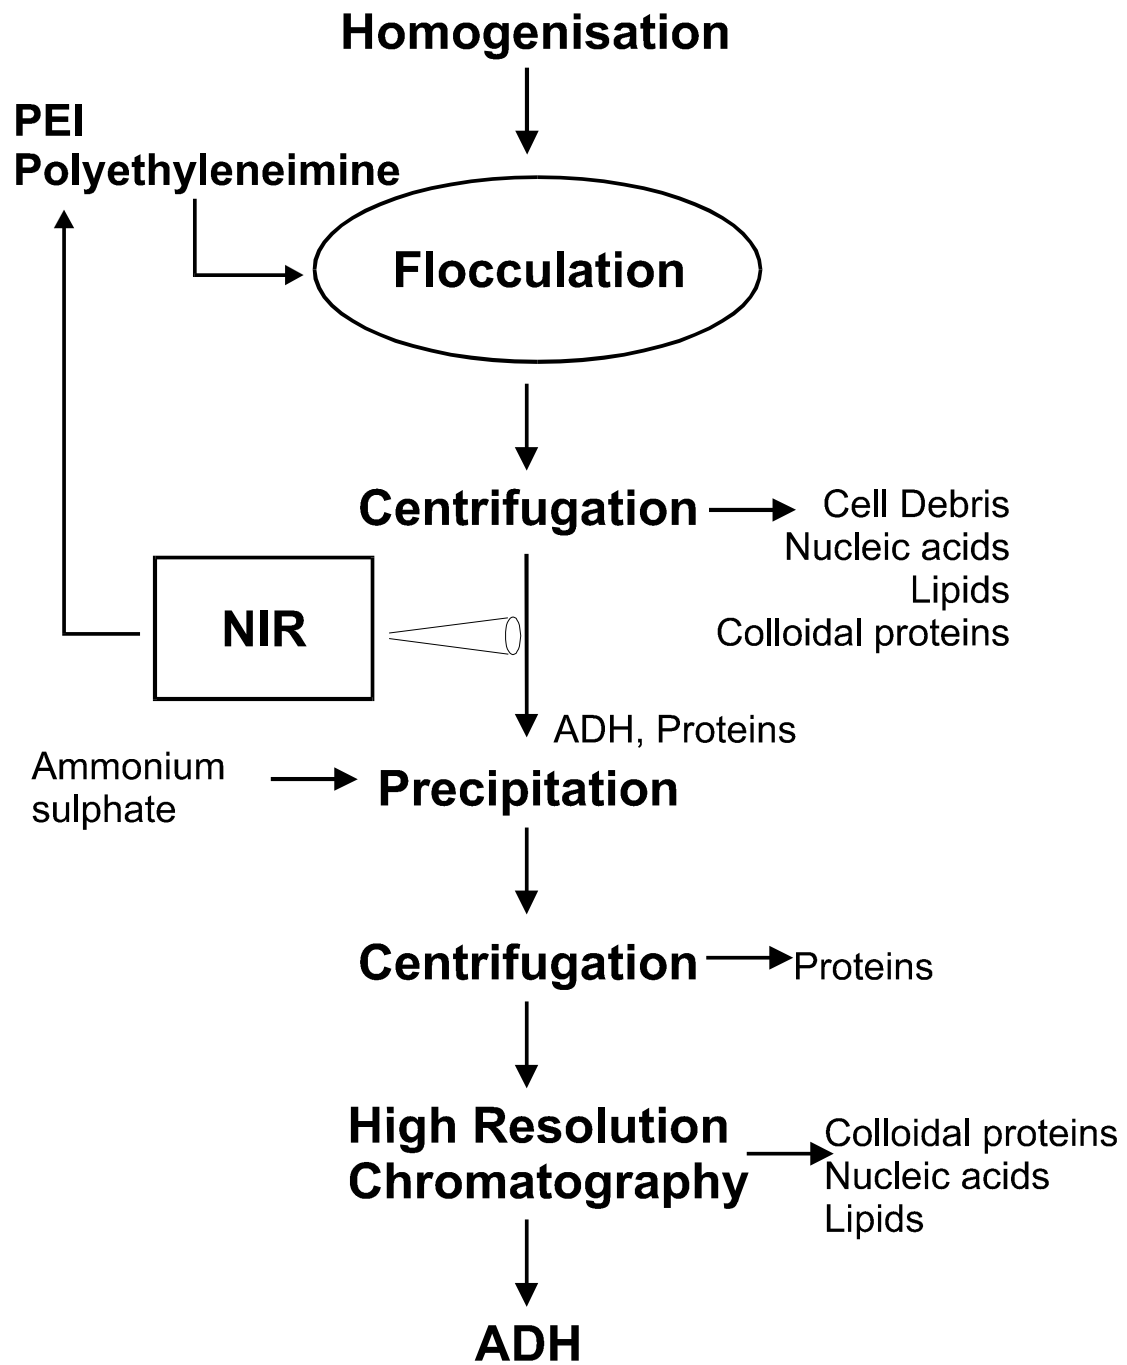 Homogenisation
PEI
Polyethyleneimine
Flocculation
Centrifugation
Cell Debris
Nucleic acids
Lipids
Colloidal proteins
NIR
ADH, Proteins
Ammonium
sulphate
Precipitation
Centrifugation
Proteins
High Resolution
Chromatography
Colloidal proteins
Nucleic acids
Lipids
ADH